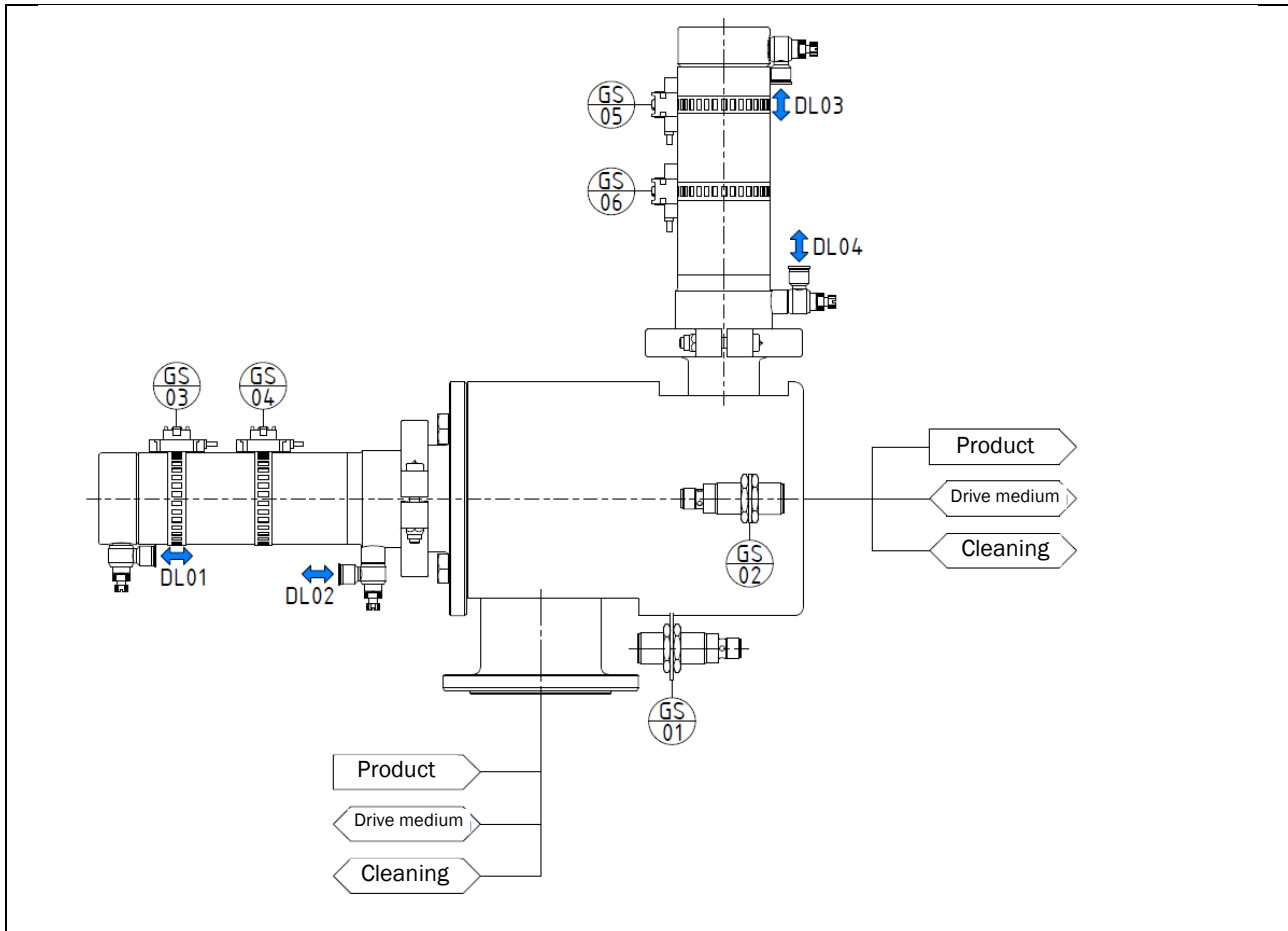 GS
05
DL03
GS
06
DL04
GS
03
GS
04
Product
Drive medium
GS
02
Cleaning
DL01
DL02
GS
01
Product
Drive medium
Cleaning